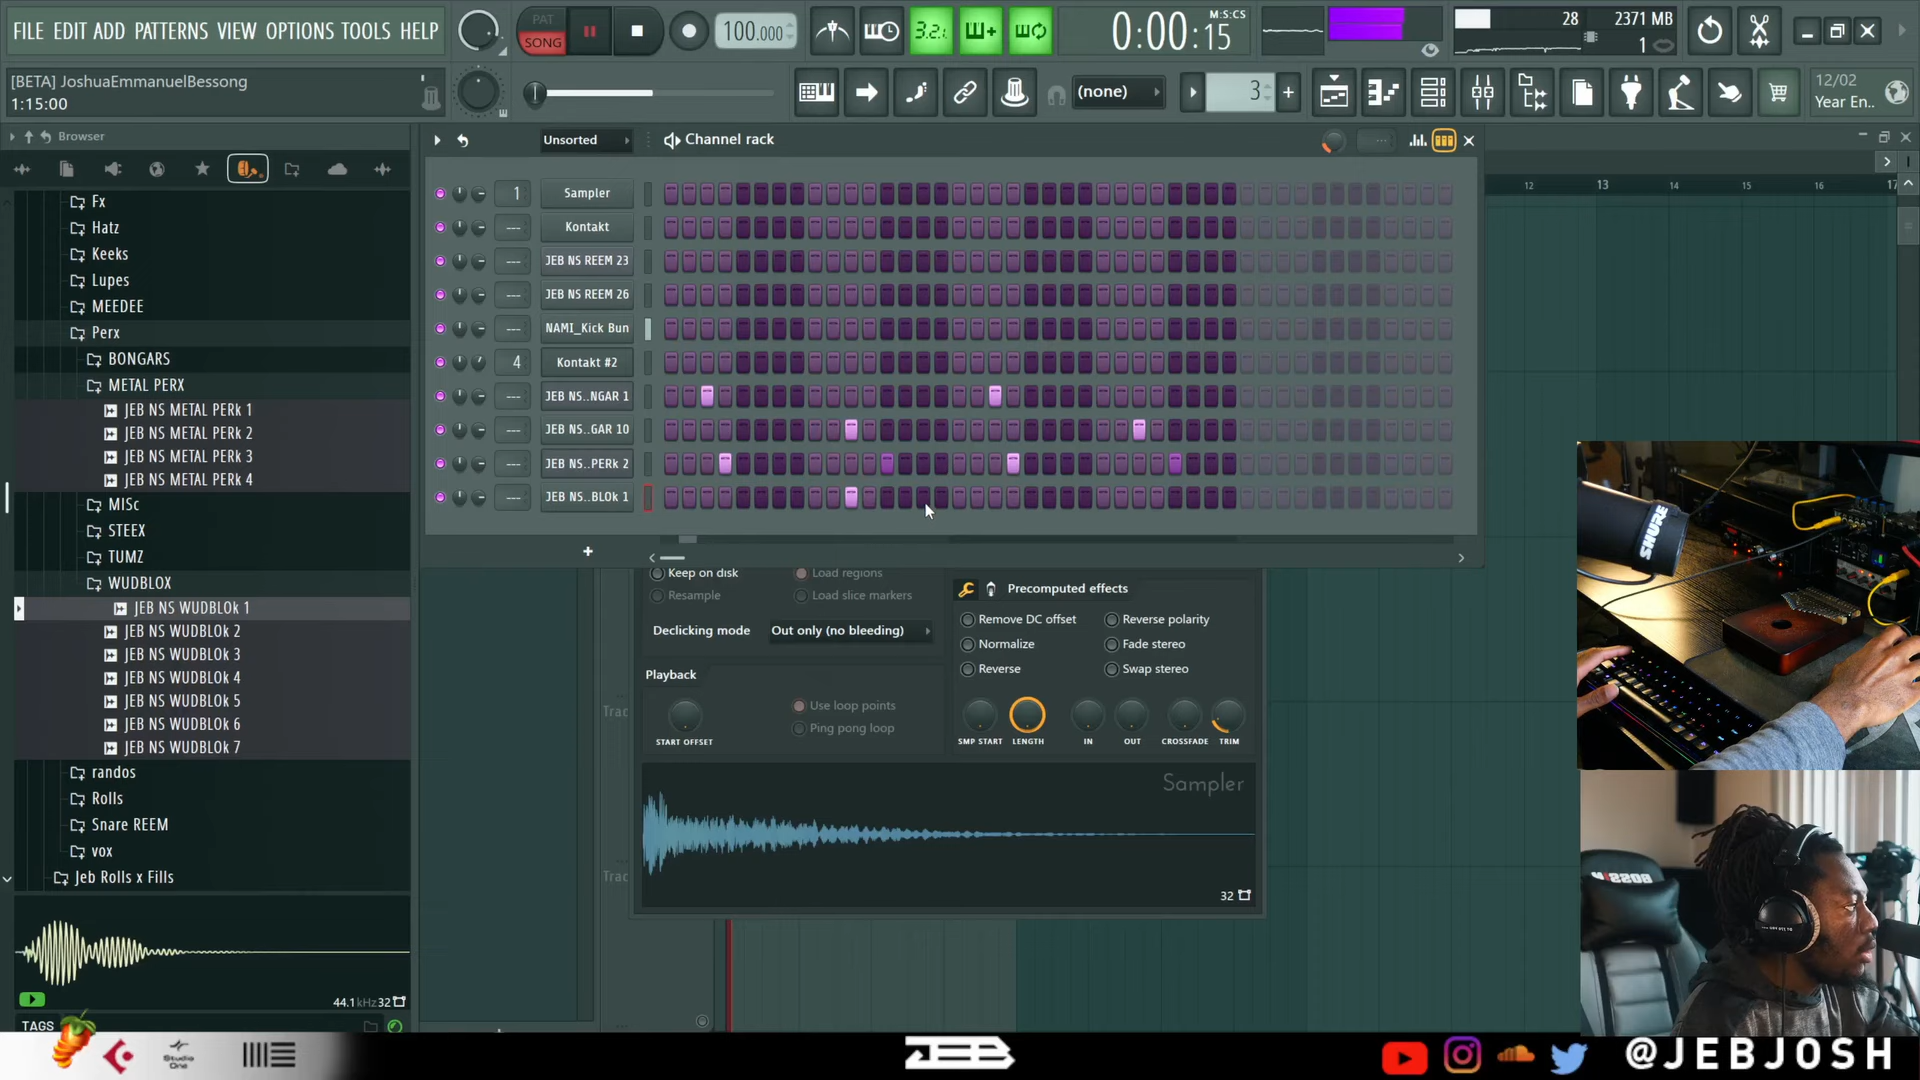 FILE EDIT ADD PATTERNS VIEW OPTIONS TOOLS HELP
PAT
SONG
100.000
3.2.
0:00:15
M:S:CS
28
2371 MB
1
[BETA] JoshuaEmmanuelBessong
1:15:00
(none)
3
12/02
Year En..
Browser
Unsorted
Channel rack
12
13
14
15
16
17
Fx
Hatz
Keeks
Lupes
MEEDEE
Perx
BONGARS
METAL PERX
JEB NS METAL PERk 1
JEB NS METAL PERk 2
JEB NS METAL PERk 3
JEB NS METAL PERk 4
MISc
STEEX
TUMZ
WUDBLOX
JEB NS WUDBLOk 1
JEB NS WUDBLOk 2
JEB NS WUDBLOk 3
JEB NS WUDBLOk 4
JEB NS WUDBLOk 5
JEB NS WUDBLOk 6
JEB NS WUDBLOk 7
randos
Rolls
Snare REEM
vox
Jeb Rolls x Fills
44.1kHz 32
TAGS
1 Sampler
--- Kontakt
--- JEB NS REEM 23
--- JEB NS REEM 26
--- NAMI_Kick Bun
4 Kontakt #2
--- JEB NS..NGAR 1
--- JEB NS..GAR 10
--- JEB NS..PERk 2
--- JEB NS..BLOk 1
Keep on disk
Resample
Load regions
Load slice markers
Declicking mode
Out only (no bleeding)
Playback
Use loop points
Ping pong loop
START OFFSET
Precomputed effects
Remove DC offset
Reverse polarity
Normalize
Fade stereo
Reverse
Swap stereo
SMP START
LENGTH
IN
OUT
CROSSFADE
TRIM
Trac
Trac
Sampler
32
SHURE
Studio One
JEB
@JEBJOSH